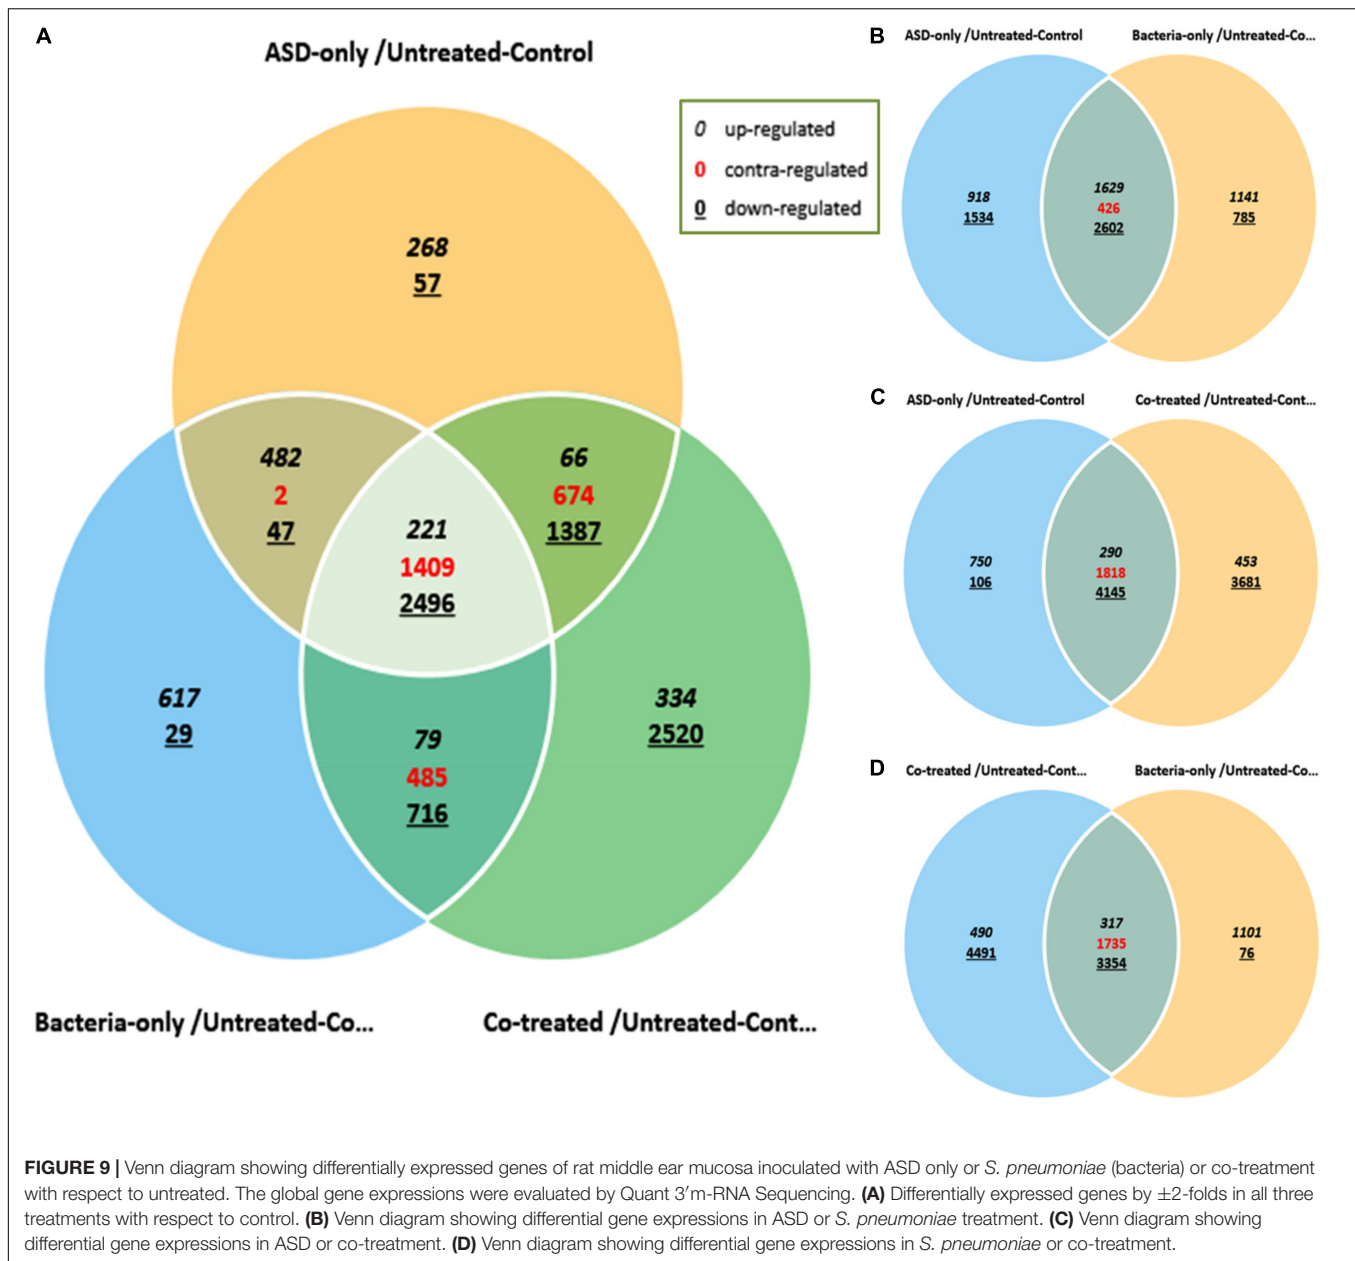 A
ASD-only /Untreated-Control
0 up-regulated
0 contra-regulated
0 down-regulated
268
57
482
2
47
66
674
1387
221
1409
2496
617
29
79
485
716
334
2520
Bacteria-only /Untreated-Co...
Co-treated /Untreated-Cont...
B
ASD-only /Untreated-Control
Bacteria-only /Untreated-Co...
918
1534
1629
426
2602
1141
785
C
ASD-only /Untreated-Control
Co-treated /Untreated-Cont...
750
106
290
1818
4145
453
3681
D
Co-treated /Untreated-Cont...
Bacteria-only /Untreated-Co...
490
4491
317
1735
3354
1101
76
FIGURE 9 | Venn diagram showing differentially expressed genes of rat middle ear mucosa inoculated with ASD only or S. pneumoniae (bacteria) or co-treatment
with respect to untreated. The global gene expressions were evaluated by Quant 3′m-RNA Sequencing. (A) Differentially expressed genes by ±2-folds in all three
treatments with respect to control. (B) Venn diagram showing differential gene expressions in ASD or S. pneumoniae treatment. (C) Venn diagram showing
differential gene expressions in ASD or co-treatment. (D) Venn diagram showing differential gene expressions in S. pneumoniae or co-treatment.